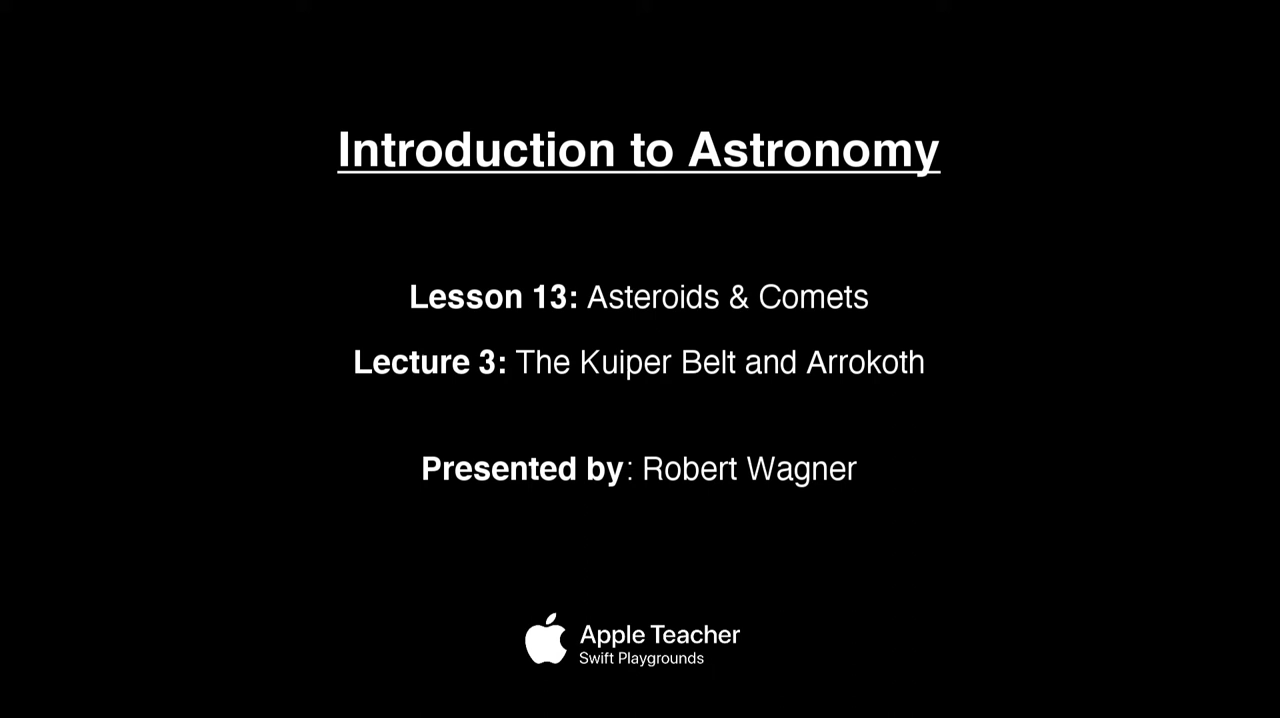 Introduction to Astronomy
Lesson 13: Asteroids & Comets
Lecture 3: The Kuiper Belt and Arrokoth
Presented by: Robert Wagner
Apple Teacher
Swift Playgrounds